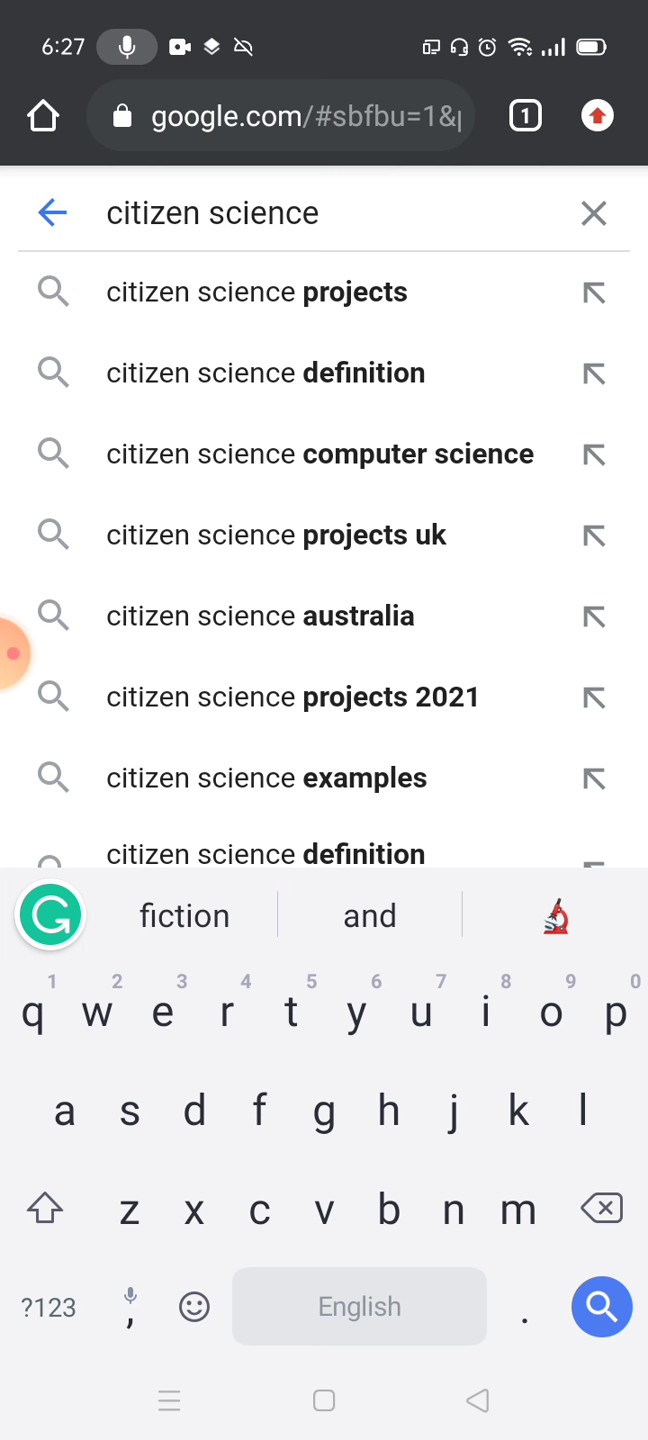 6:27
google.com/#sbfbu=1&p
1
citizen science
citizen science projects
citizen science definition
citizen science computer science
citizen science projects uk
citizen science australia
citizen science projects 2021
citizen science examples
citizen science definition
fiction and
1 2 3 4 5 6 7 8 9 0
q w e r t y u i o p
a s d f g h j k l
z x c v b n m
?123 , English .